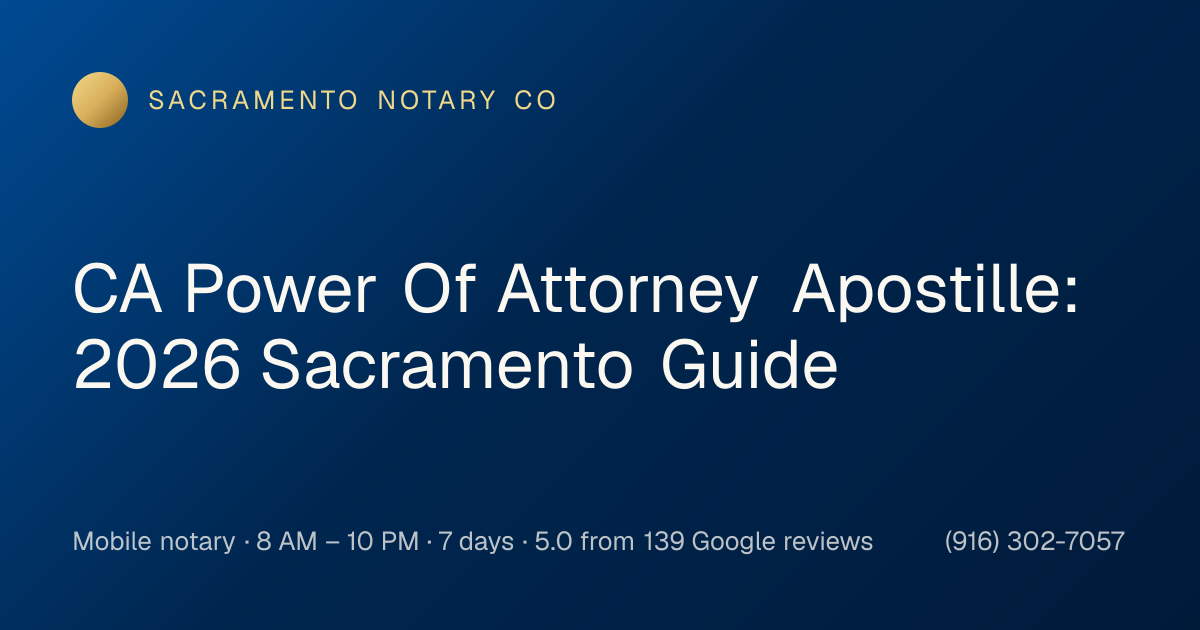 SACRAMENTO NOTARY CO
CA Power Of Attorney Apostille:
2026 Sacramento Guide
Mobile notary · 8 AM – 10 PM · 7 days · 5.0 from 139 Google reviews (916) 302-7057